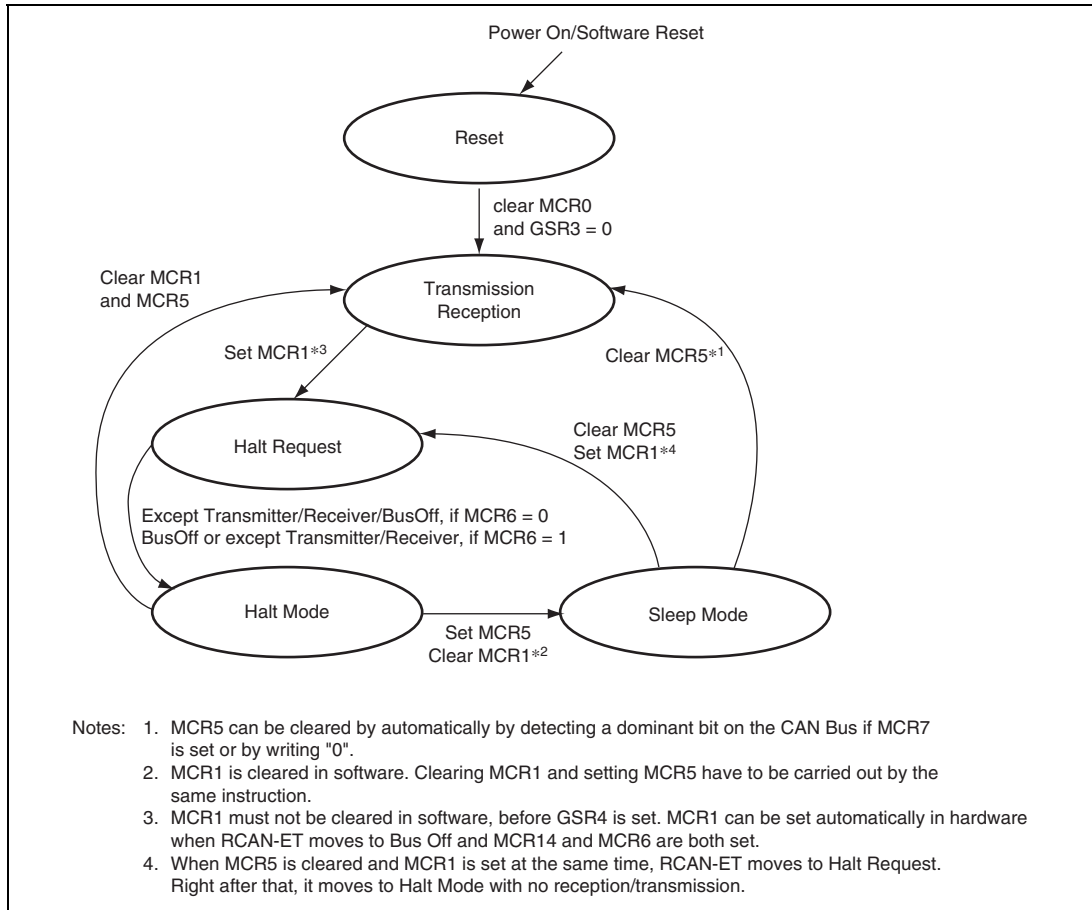 Power On/Software Reset
Reset
clear MCR0
and GSR3 = 0
Clear MCR1
and MCR5
Transmission
Reception
Set MCR1*3
Clear MCR5*1
Halt Request
Clear MCR5
Set MCR1*4
Except Transmitter/Receiver/BusOff, if MCR6 = 0
BusOff or except Transmitter/Receiver, if MCR6 = 1
Halt Mode
Sleep Mode
Set MCR5
Clear MCR1*2
Notes: 1. MCR5 can be cleared by automatically by detecting a dominant bit on the CAN Bus if MCR7
is set or by writing "0".
2. MCR1 is cleared in software. Clearing MCR1 and setting MCR5 have to be carried out by the
same instruction.
3. MCR1 must not be cleared in software, before GSR4 is set. MCR1 can be set automatically in hardware
when RCAN-ET moves to Bus Off and MCR14 and MCR6 are both set.
4. When MCR5 is cleared and MCR1 is set at the same time, RCAN-ET moves to Halt Request.
Right after that, it moves to Halt Mode with no reception/transmission.